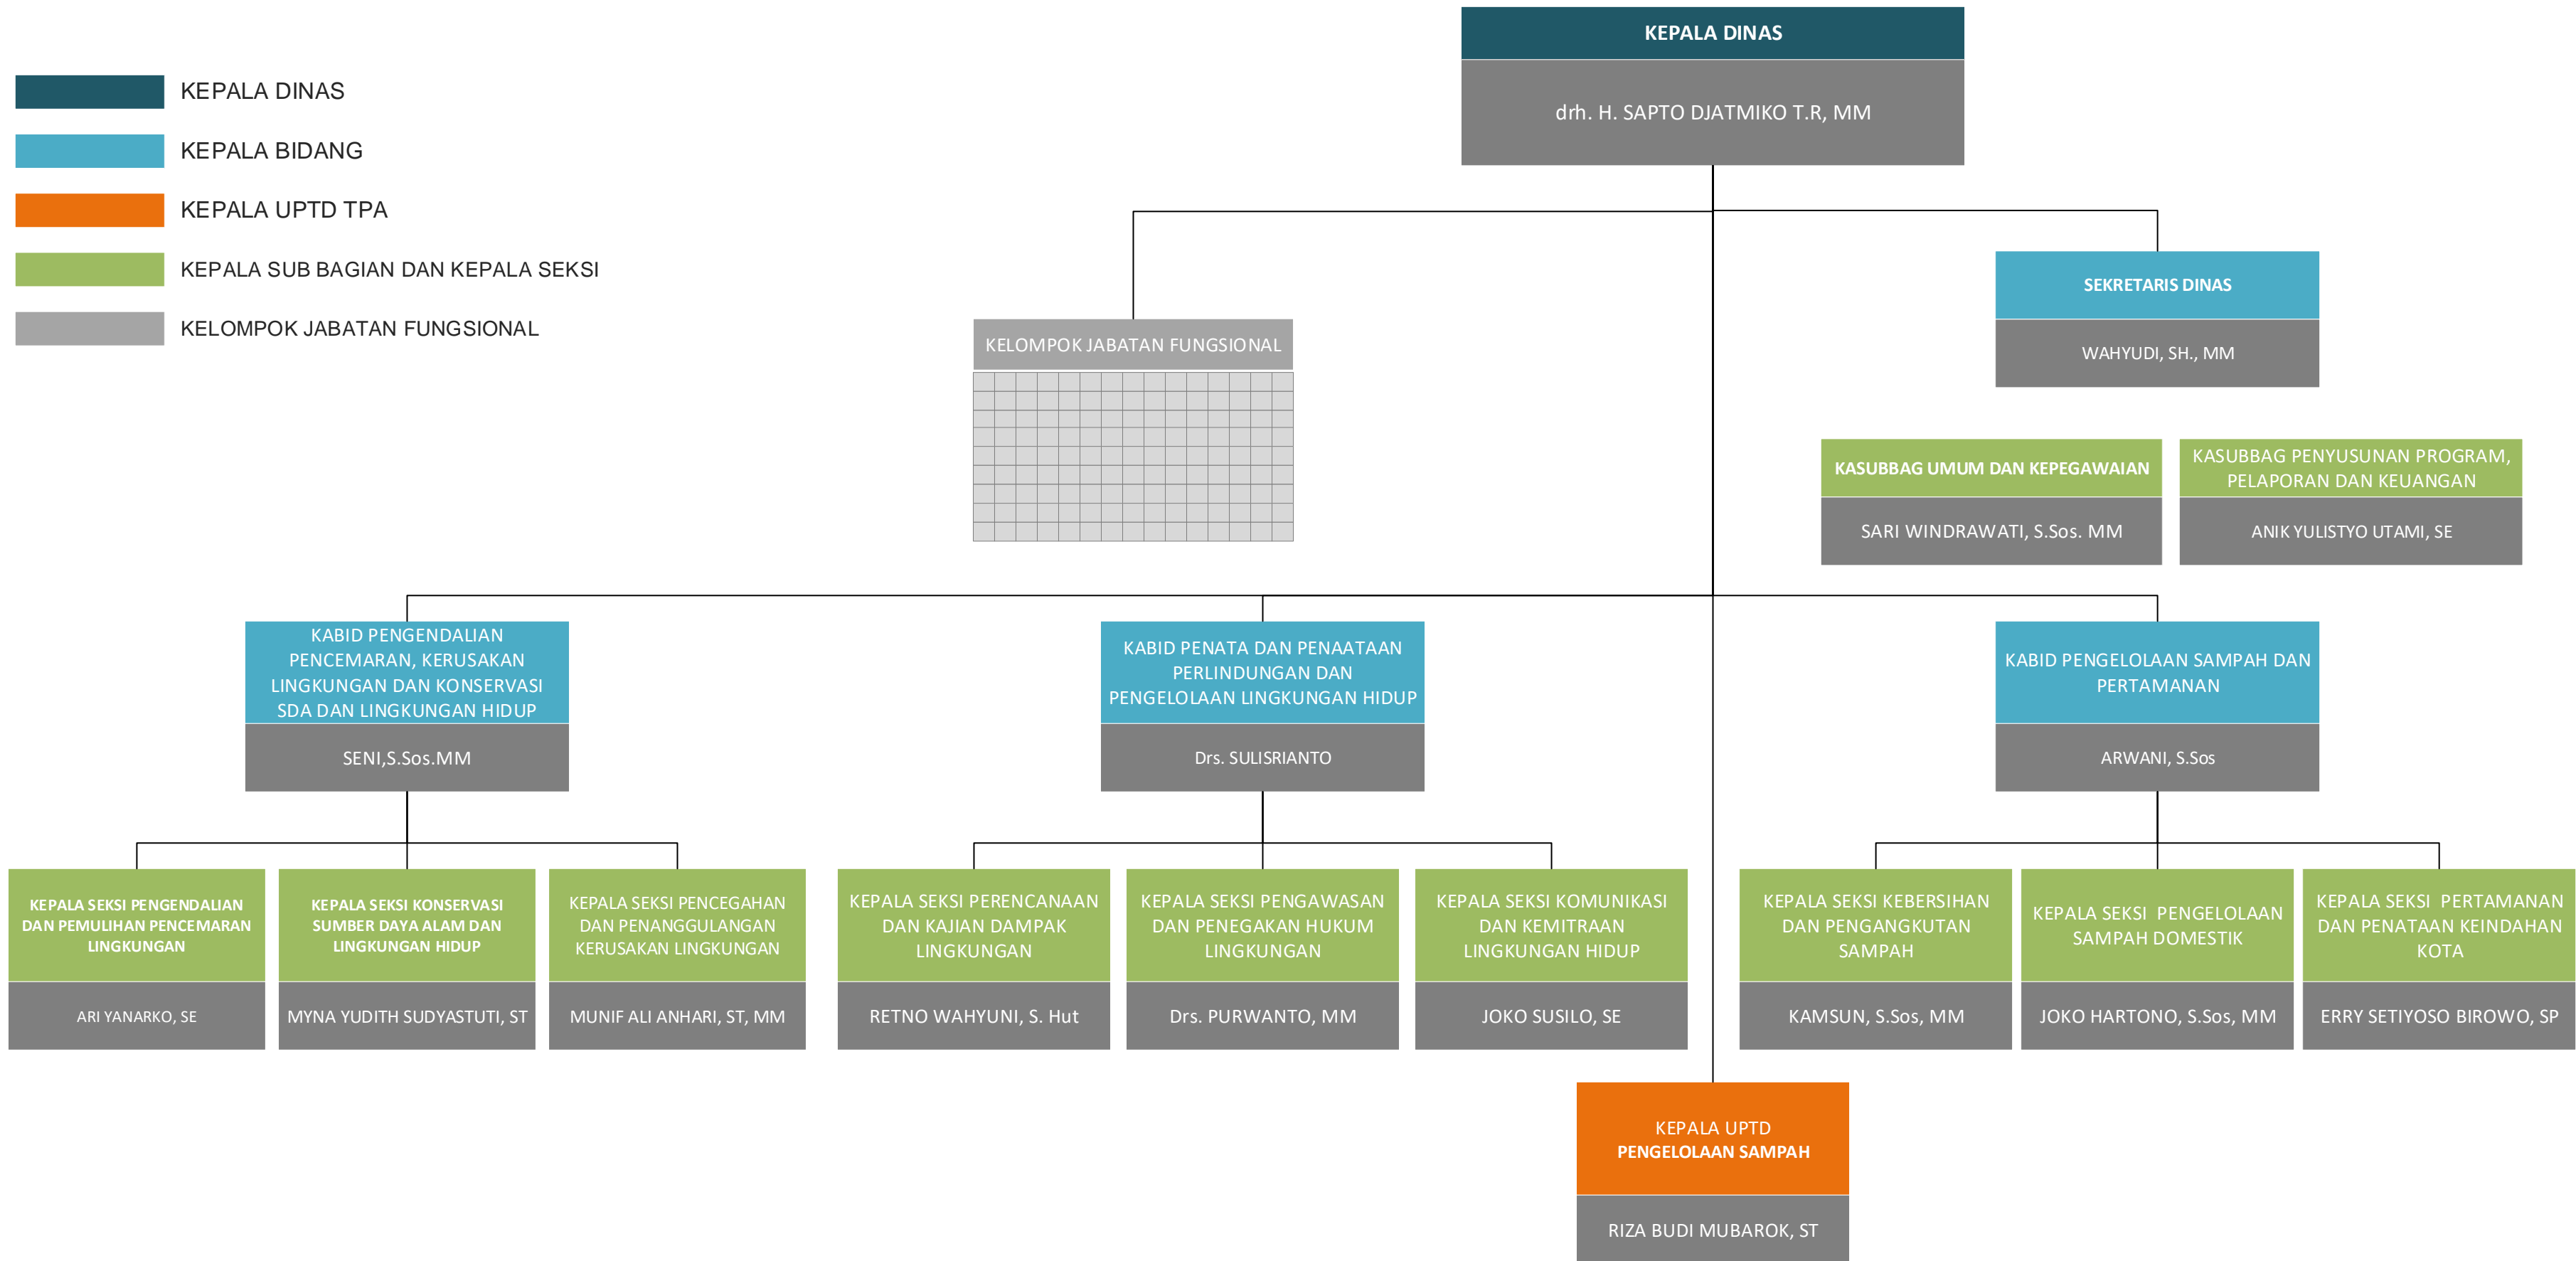 KEPALA DINAS
drh. H. SAPTO DJATMIKO T.R, MM
KEPALA DINAS
KEPALA BIDANG
KEPALA UPTD TPA
KEPALA SUB BAGIAN DAN KEPALA SEKSI
KELOMPOK JABATAN FUNGSIONAL
SEKRETARIS DINAS
WAHYUDI, SH., MM
KELOMPOK JABATAN FUNGSIONAL
KASUBBAG UMUM DAN KEPEGAWAIAN
SARI WINDRAWATI, S.Sos. MM
KASUBBAG PENYUSUNAN PROGRAM,
PELAPORAN DAN KEUANGAN
ANIK YULISTYO UTAMI, SE
KABID PENGENDALIAN
PENCEMARAN, KERUSAKAN
LINGKUNGAN DAN KONSERVASI
SDA DAN LINGKUNGAN HIDUP
SENI,S.Sos.MM
KABID PENATA DAN PENAATAAN
PERLINDUNGAN DAN
PENGELOLAAN LINGKUNGAN HIDUP
Drs. SULISRIANTO
KABID PENGELOLAAN SAMPAH DAN
PERTAMANAN
ARWANI, S.Sos
KEPALA SEKSI PENGENDALIAN
DAN PEMULIHAN PENCEMARAN
LINGKUNGAN
ARI YANARKO, SE
KEPALA SEKSI KONSERVASI
SUMBER DAYA ALAM DAN
LINGKUNGAN HIDUP
MYNA YUDITH SUDYASTUTI, ST
KEPALA SEKSI PENCEGAHAN
DAN PENANGGULANGAN
KERUSAKAN LINGKUNGAN
MUNIF ALI ANHARI, ST, MM
KEPALA SEKSI PERENCANAAN
DAN KAJIAN DAMPAK
LINGKUNGAN
RETNO WAHYUNI, S. Hut
KEPALA SEKSI PENGAWASAN
DAN PENEGAKAN HUKUM
LINGKUNGAN
Drs. PURWANTO, MM
KEPALA SEKSI KOMUNIKASI
DAN KEMITRAAN
LINGKUNGAN HIDUP
JOKO SUSILO, SE
KEPALA SEKSI KEBERSIHAN
DAN PENGANGKUTAN
SAMPAH
KAMSUN, S.Sos, MM
KEPALA SEKSI PENGELOLAAN
SAMPAH DOMESTIK
JOKO HARTONO, S.Sos, MM
KEPALA SEKSI PERTAMANAN
DAN PENATAAN KEINDAHAN
KOTA
ERRY SETIYOSO BIROWO, SP
KEPALA UPTD
PENGELOLAAN SAMPAH
RIZA BUDI MUBAROK, ST